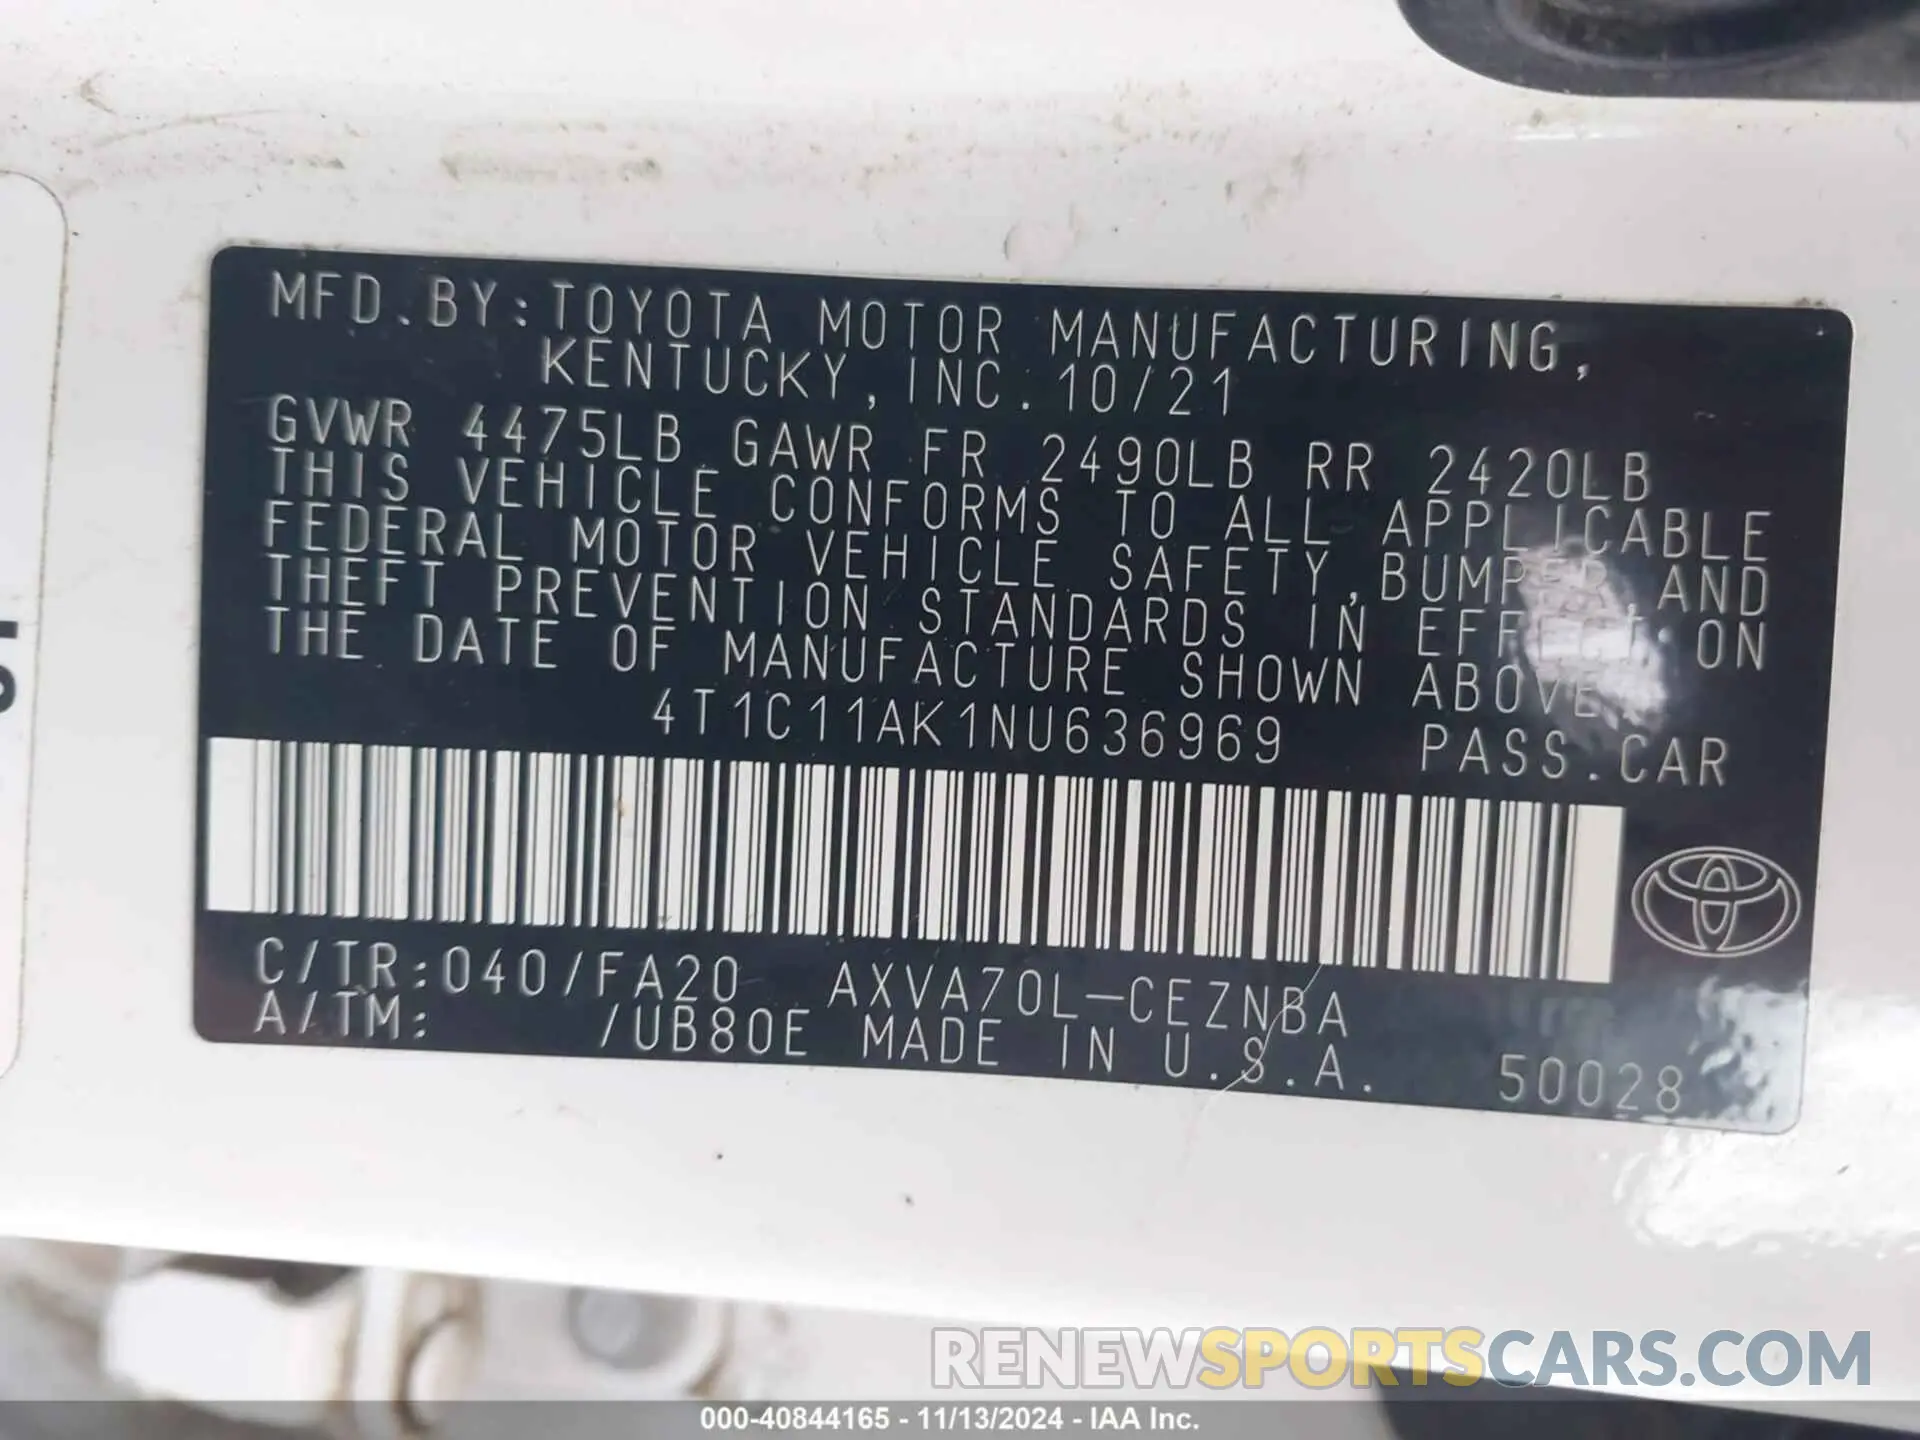 MFD.BY:TOYOTA MOTOR MANUFACTURING,
KENTUCKY, INC. 10/21
GVWR 4475LB GAWR FR 2490LB RR 2420LB
THIS VEHICLE CONFORMS TO ALL APPLICABLE
FEDERAL MOTOR VEHICLE SAFETY, BUMPER, AND
THEFT PREVENTION STANDARDS IN EFFECT ON
THE DATE OF MANUFACTURE SHOWN ABOVE.
4T1C11AK1NU636969 PASS.CAR
C/TR:040/FA20 AXVA70L-CEZNBA
A/TM: /UB80E MADE IN U.S.A. 50028
RENEWSPORTSCARS.COM
000-40844165 - 11/13/2024 - IAA Inc.